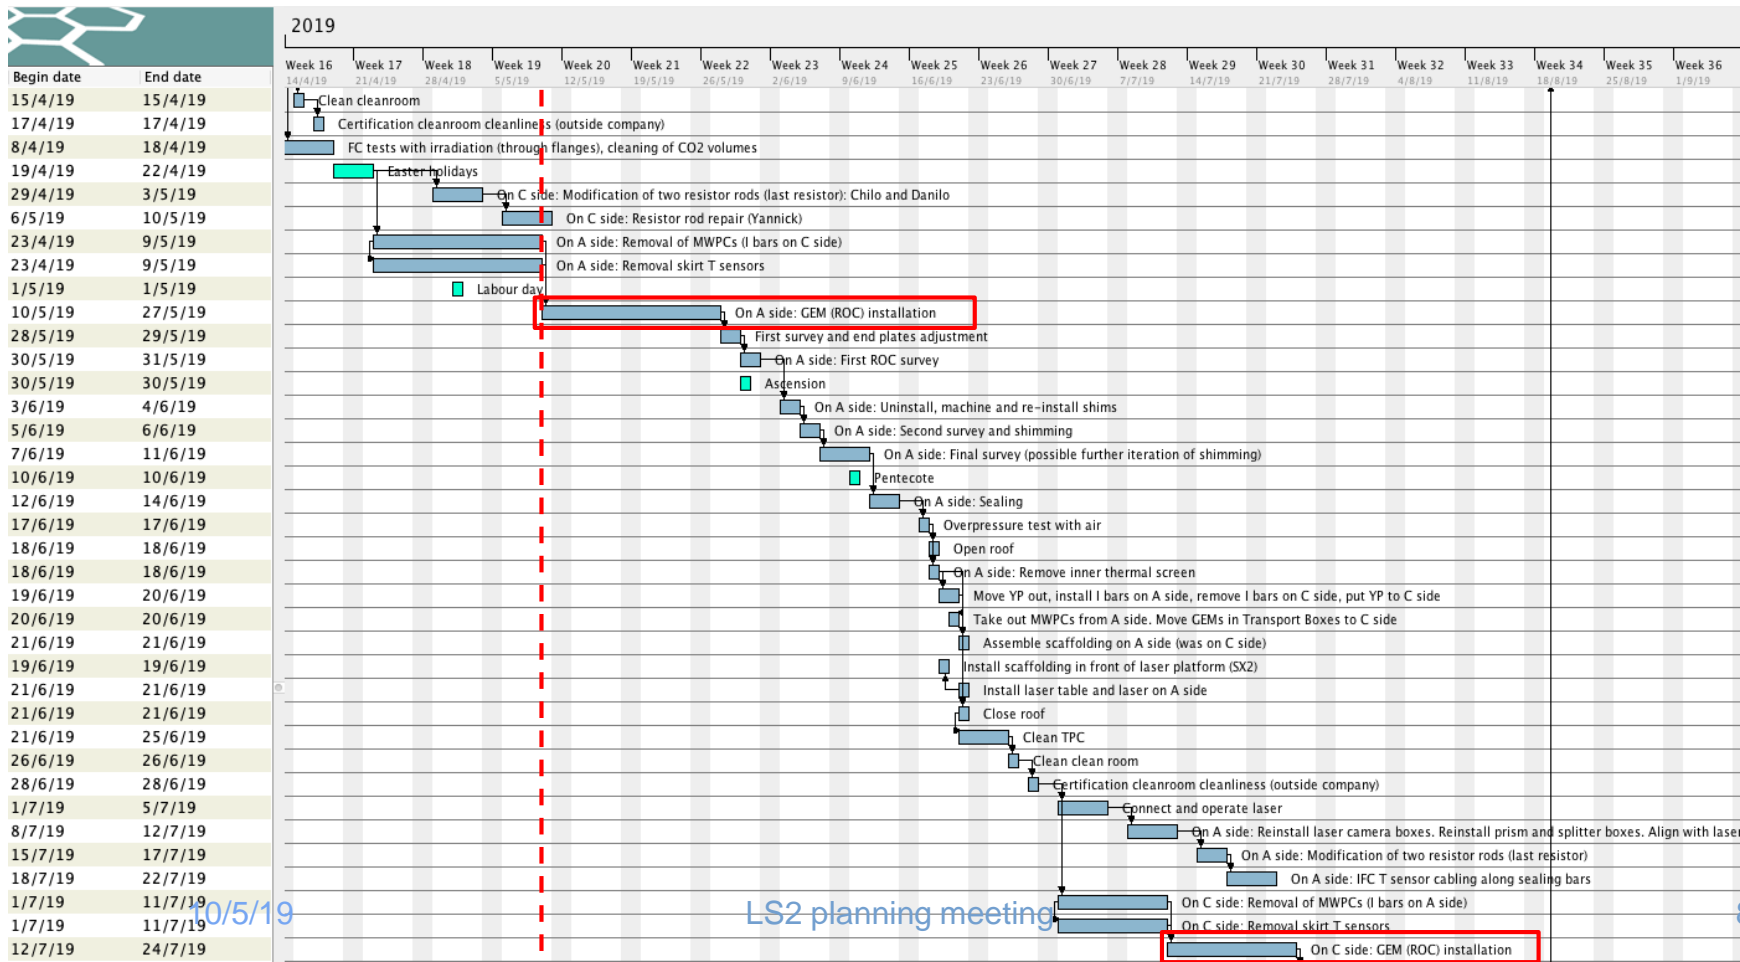 2019
Week 16 Week 17 Week 18 Week 19 Week 20 Week 21 Week 22 Week 23 Week 24 Week 25 Week 26 Week 27 Week 28 Week 29 Week 30 Week 31 Week 32 Week 33 Week 34 Week 35 Week 36
Begin date End date 14/4/19 21/4/19 28/4/19 5/5/19 12/5/19 19/5/19 26/5/19 2/6/19 9/6/19 16/6/19 23/6/19 30/6/19 7/7/19 14/7/19 21/7/19 28/7/19 4/8/19 11/8/19 18/8/19 25/8/19 1/9/19
15/4/19 15/4/19 Clean cleanroom
17/4/19 17/4/19 Certification cleanroom cleanliness (outside company)
8/4/19 18/4/19 FC tests with irradiation (through flanges), cleaning of CO2 volumes
19/4/19 22/4/19 Easter holidays
29/4/19 3/5/19 On C side: Modification of two resistor rods (last resistor): Chilo and Danilo
6/5/19 10/5/19 On C side: Resistor rod repair (Yannick)
23/4/19 9/5/19 On A side: Removal of MWPCs (I bars on C side)
23/4/19 9/5/19 On A side: Removal skirt T sensors
1/5/19 1/5/19 Labour day
10/5/19 27/5/19 On A side: GEM (ROC) installation
28/5/19 29/5/19 First survey and end plates adjustment
30/5/19 31/5/19 On A side: First ROC survey
30/5/19 30/5/19 Ascension
3/6/19 4/6/19 On A side: Uninstall, machine and re-install shims
5/6/19 6/6/19 On A side: Second survey and shimming
7/6/19 11/6/19 On A side: Final survey (possible further iteration of shimming)
10/6/19 10/6/19 Pentecote
12/6/19 14/6/19 On A side: Sealing
17/6/19 17/6/19 Overpressure test with air
18/6/19 18/6/19 Open roof
18/6/19 18/6/19 On A side: Remove inner thermal screen
19/6/19 20/6/19 Move YP out, install I bars on A side, remove I bars on C side, put YP to C side
20/6/19 20/6/19 Take out MWPCs from A side. Move GEMs in Transport Boxes to C side
21/6/19 21/6/19 Assemble scaffolding on A side (was on C side)
19/6/19 19/6/19 Install scaffolding in front of laser platform (SX2)
21/6/19 21/6/19 Install laser table and laser on A side
21/6/19 21/6/19 Close roof
21/6/19 25/6/19 Clean TPC
26/6/19 26/6/19 Clean clean room
28/6/19 28/6/19 Certification cleanroom cleanliness (outside company)
1/7/19 5/7/19 Connect and operate laser
8/7/19 12/7/19 On A side: Reinstall laser camera boxes. Reinstall prism and splitter boxes. Align with laser
15/7/19 17/7/19 On A side: Modification of two resistor rods (last resistor)
18/7/19 22/7/19 On A side: IFC T sensor cabling along sealing bars
1/7/19 11/7/19 On C side: Removal of MWPCs (I bars on A side)
10/5/19 LS2 planning meeting 8
1/7/19 11/7/19 On C side: Removal skirt T sensors
12/7/19 24/7/19 On C side: GEM (ROC) installation